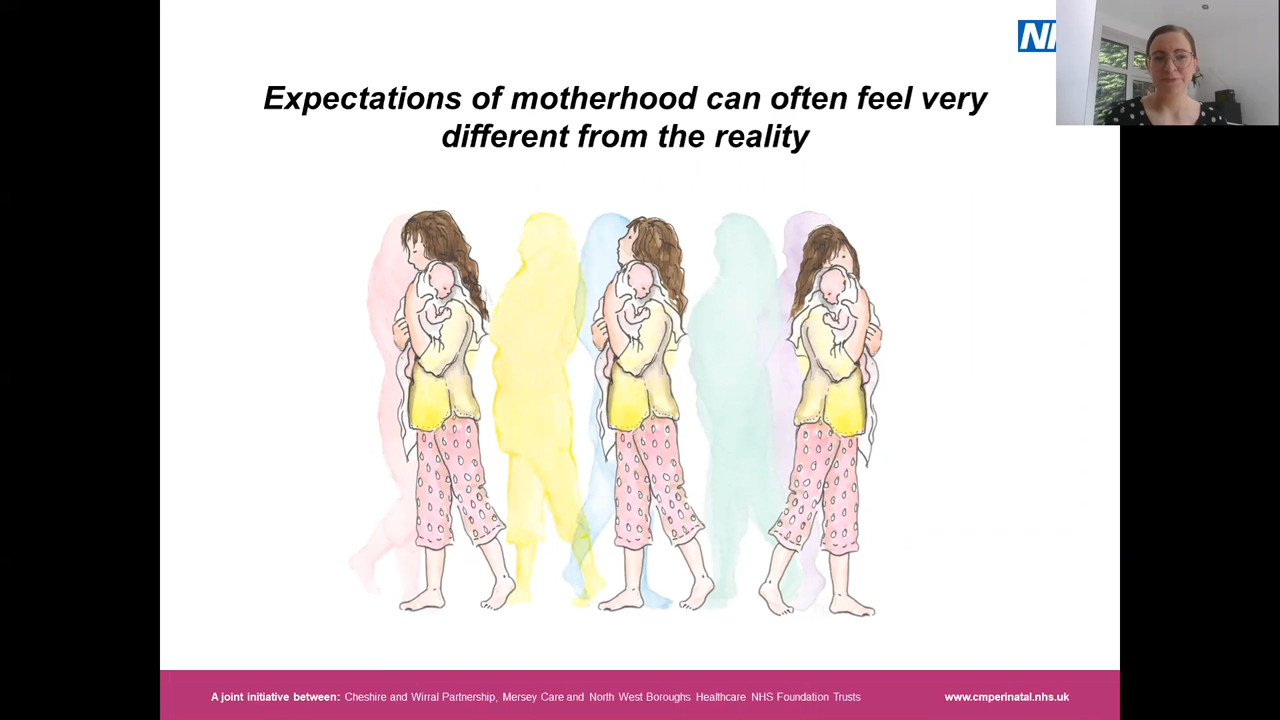 Expectations of motherhood can often feel very
different from the reality
A joint initiative between: Cheshire and Wirral Partnership, Mersey Care and North West Boroughs Healthcare NHS Foundation Trusts
www.cmperinatal.nhs.uk